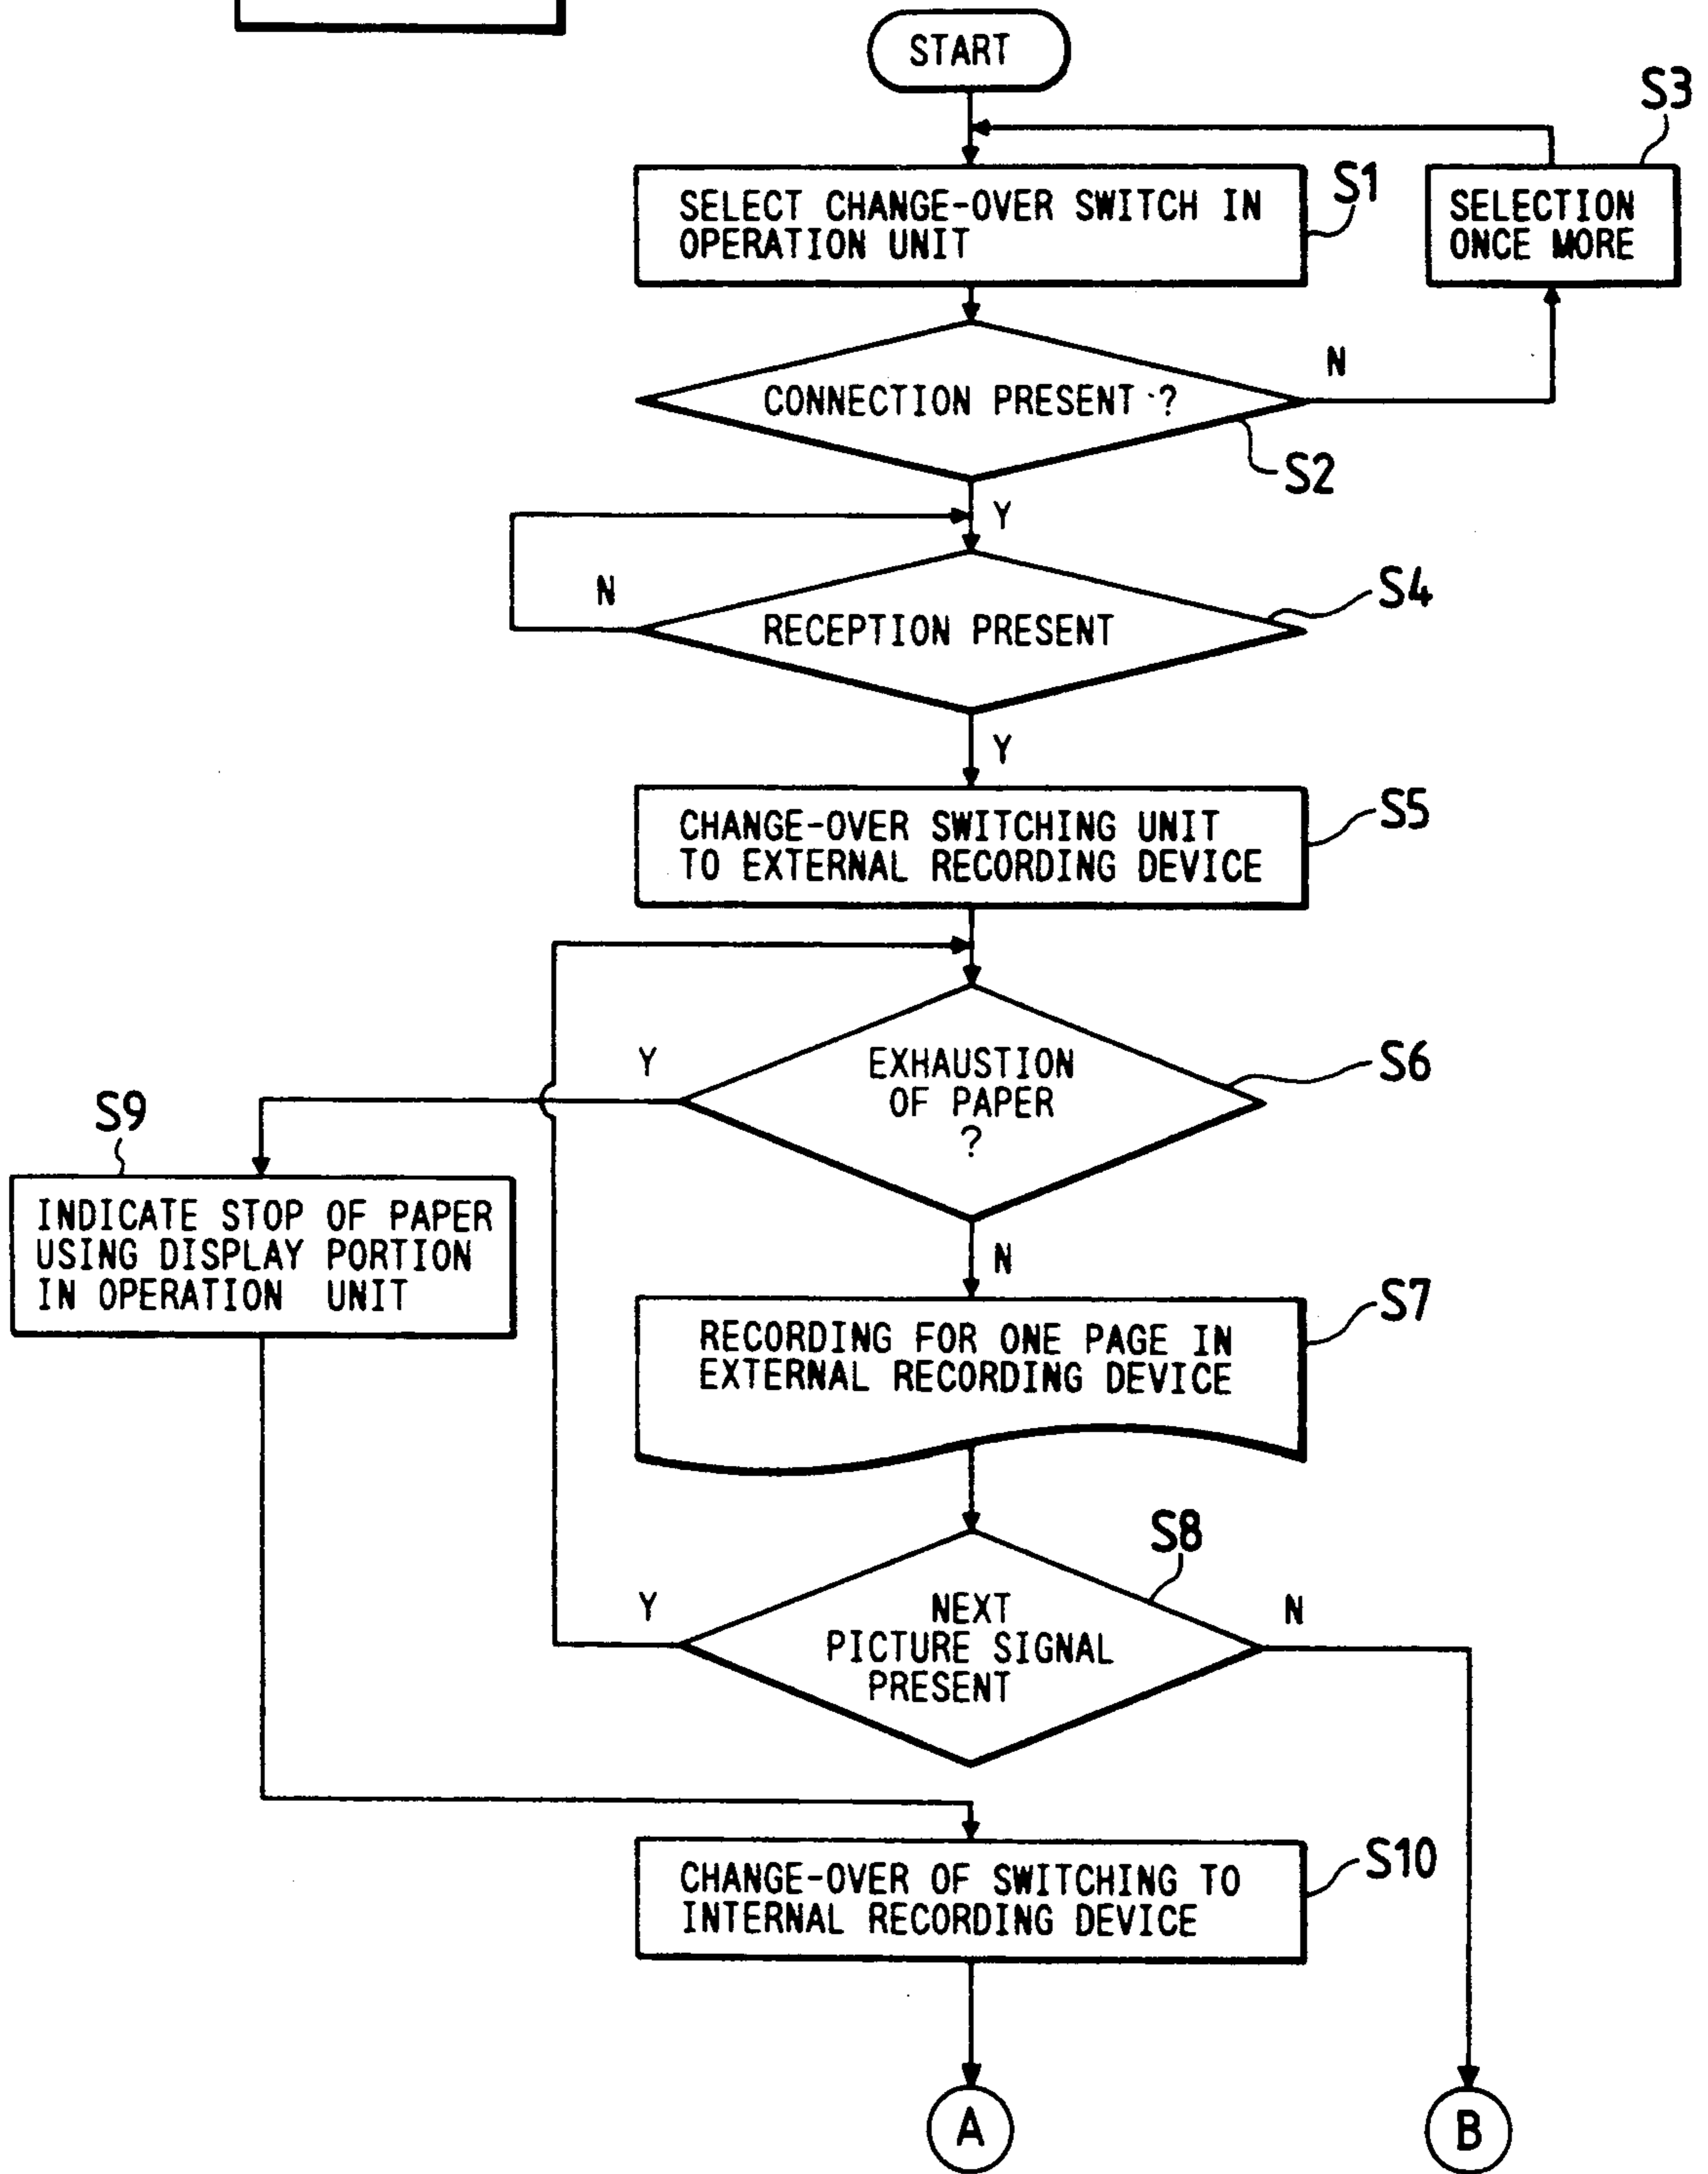 START
S3
SELECT CHANGE-OVER SWITCH IN
OPERATION UNIT
S1
SELECTION
ONCE MORE
CONNECTION PRESENT ?
N
S2
Y
N
RECEPTION PRESENT
S4
Y
CHANGE-OVER SWITCHING UNIT
TO EXTERNAL RECORDING DEVICE
S5
Y
EXHAUSTION
OF PAPER
?
S6
S9
INDICATE STOP OF PAPER
USING DISPLAY PORTION
IN OPERATION UNIT
N
RECORDING FOR ONE PAGE IN
EXTERNAL RECORDING DEVICE
S7
S8
Y
NEXT
PICTURE SIGNAL
PRESENT
N
CHANGE-OVER OF SWITCHING TO
INTERNAL RECORDING DEVICE
S10
A
B